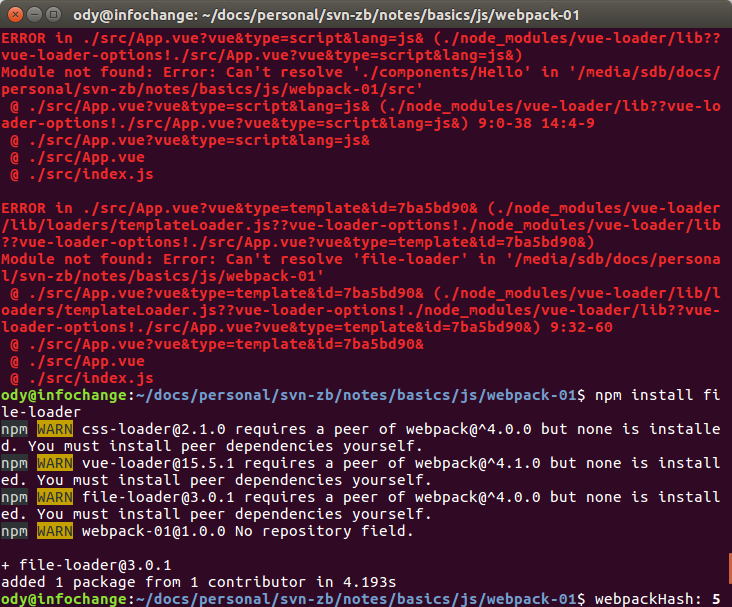 ody@infochange: ~/docs/personal/svn-zb/notes/basics/js/webpack-01
ERROR in ./src/App.vue?vue&type=script&lang=js& (./node_modules/vue-loader/lib??
vue-loader-options!./src/App.vue?vue&type=script&lang=js&)
Module not found: Error: Can't resolve './components/Hello' in '/media/sdb/docs/
personal/svn-zb/notes/basics/js/webpack-01/src'
 @ ./src/App.vue?vue&type=script&lang=js& (./node_modules/vue-loader/lib??vue-lo
ader-options!./src/App.vue?vue&type=script&lang=js&) 9:0-38 14:4-9
 @ ./src/App.vue?vue&type=script&lang=js&
 @ ./src/App.vue
 @ ./src/index.js
ERROR in ./src/App.vue?vue&type=template&id=7ba5bd90& (./node_modules/vue-loader
/lib/loaders/templateLoader.js??vue-loader-options!./node_modules/vue-loader/lib
??vue-loader-options!./src/App.vue?vue&type=template&id=7ba5bd90&)
Module not found: Error: Can't resolve 'file-loader' in '/media/sdb/docs/persona
l/svn-zb/notes/basics/js/webpack-01'
 @ ./src/App.vue?vue&type=template&id=7ba5bd90& (./node_modules/vue-loader/lib/l
oaders/templateLoader.js??vue-loader-options!./node_modules/vue-loader/lib??vue-
loader-options!./src/App.vue?vue&type=template&id=7ba5bd90&) 9:32-60
 @ ./src/App.vue?vue&type=template&id=7ba5bd90&
 @ ./src/App.vue
 @ ./src/index.js
ody@infochange:~/docs/personal/svn-zb/notes/basics/js/webpack-01$ npm install fi
le-loader
npm WARN css-loader@2.1.0 requires a peer of webpack@^4.0.0 but none is installe
d. You must install peer dependencies yourself.
npm WARN vue-loader@15.5.1 requires a peer of webpack@^4.1.0 but none is install
ed. You must install peer dependencies yourself.
npm WARN file-loader@3.0.1 requires a peer of webpack@^4.0.0 but none is install
ed. You must install peer dependencies yourself.
npm WARN webpack-01@1.0.0 No repository field.
+ file-loader@3.0.1
added 1 package from 1 contributor in 4.193s
ody@infochange:~/docs/personal/svn-zb/notes/basics/js/webpack-01$ webpackHash: 5